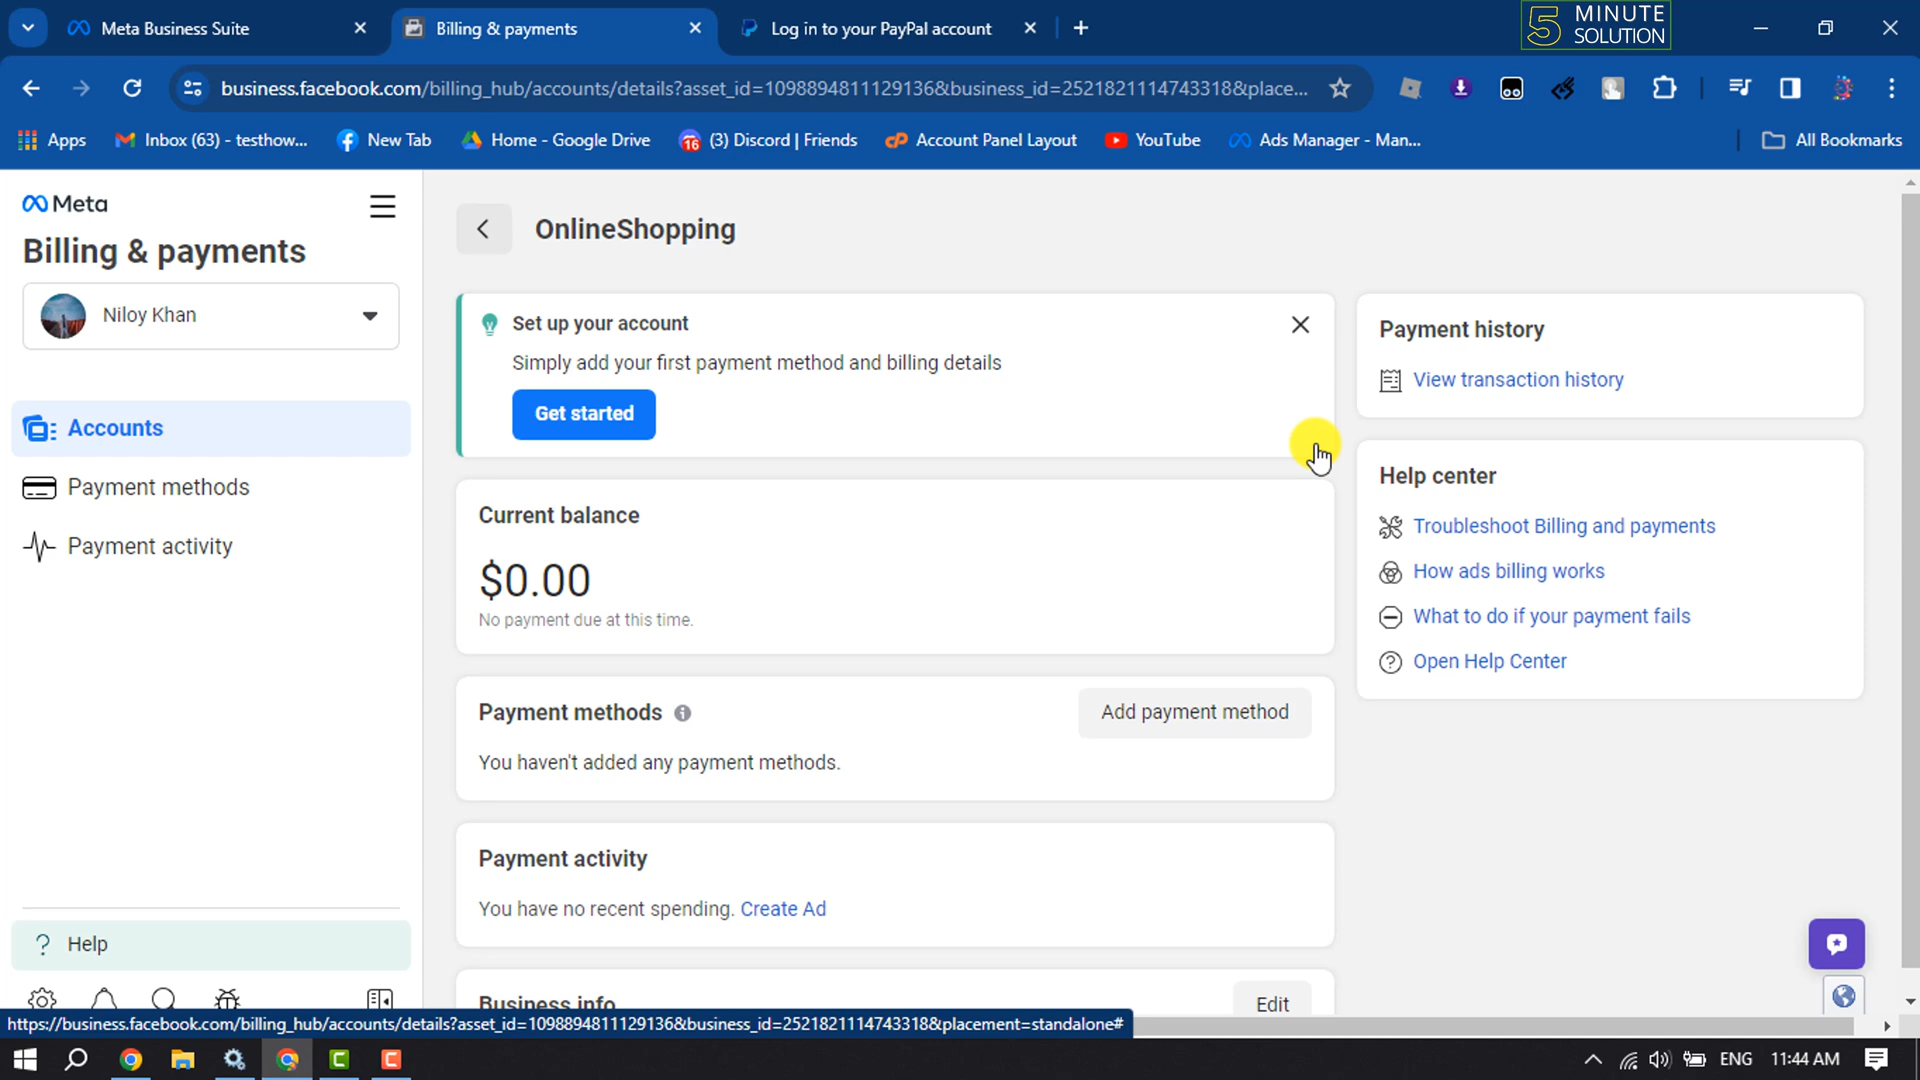 Meta Business Suite
Billing & payments
Log in to your PayPal account
5 MINUTE
SOLUTION
business.facebook.com/billing_hub/accounts/details?asset_id=1098894811129136&business_id=2521821114743318&place...
Apps
Inbox (63) - testhow...
New Tab
Home - Google Drive
16
(3) Discord | Friends
Account Panel Layout
YouTube
Ads Manager - Man...
All Bookmarks
Meta
Billing & payments
Niloy Khan
Accounts
Payment methods
Payment activity
Help
OnlineShopping
Set up your account
Simply add your first payment method and billing details
Get started
Current balance
$0.00
No payment due at this time.
Payment methods
Add payment method
You haven't added any payment methods.
Payment activity
You have no recent spending. Create Ad
Business info
Edit
Payment history
View transaction history
Help center
Troubleshoot Billing and payments
How ads billing works
What to do if your payment fails
Open Help Center
https://business.facebook.com/billing_hub/accounts/details?asset_id=1098894811129136&business_id=2521821114743318&placement=standalone#
ENG
11:44 AM